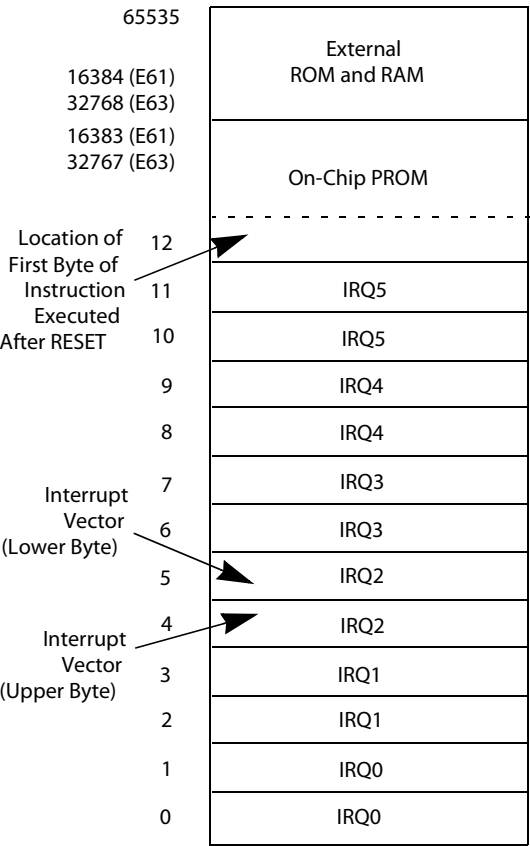 65535
External
ROM and RAM
16384 (E61)
32768 (E63)
16383 (E61)
32767 (E63)
On-Chip PROM
Location of
First Byte of
Instruction
Executed
After RESET
12
11
IRQ5
10
IRQ5
9
IRQ4
8
IRQ4
7
IRQ3
Interrupt
Vector
(Lower Byte)
6
IRQ3
5
IRQ2
4
IRQ2
Interrupt
Vector
(Upper Byte)
3
IRQ1
2
IRQ1
1
IRQ0
0
IRQ0